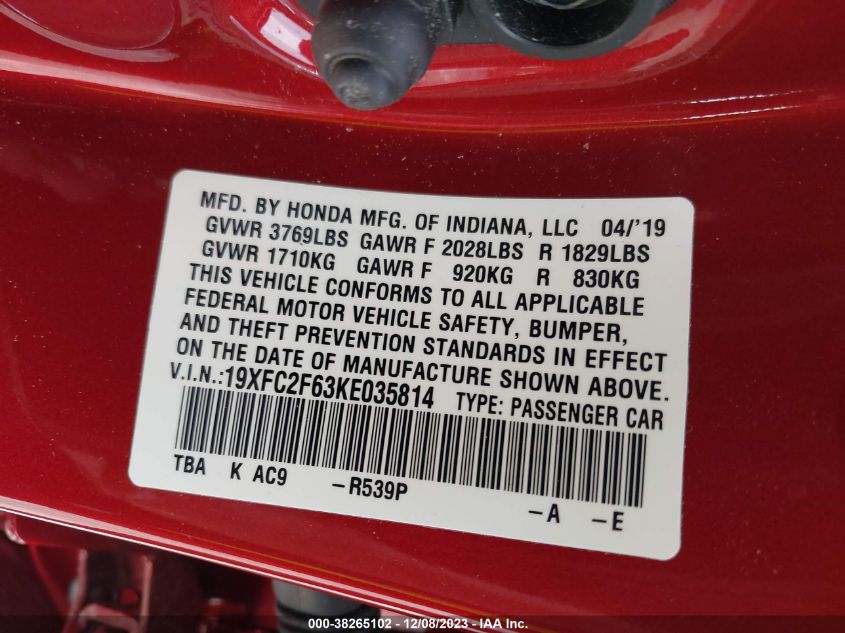 MFD. BY HONDA MFG. OF INDIANA, LLC 04/'19
GVWR 3769LBS GAWR F 2028LBS R 1829LBS
GVWR 1710KG GAWR F 920KG R 830KG
THIS VEHICLE CONFORMS TO ALL APPLICABLE
FEDERAL MOTOR VEHICLE SAFETY, BUMPER,
AND THEFT PREVENTION STANDARDS IN EFFECT
ON THE DATE OF MANUFACTURE SHOWN ABOVE.
V.I.N.:19XFC2F63KE035814 TYPE: PASSENGER CAR
TBA K AC9 -R539P -A -E
000-38265102 - 12/08/2023 - IAA Inc.